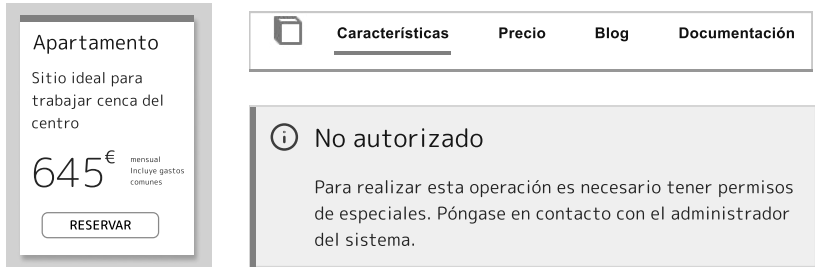 Apartamento
Sitio ideal para
trabajar cenca del
centro
645€
mensual
Incluye gastos
comunes
RESERVAR
Características Precio Blog Documentación
No autorizado
Para realizar esta operación es necesario tener permisos
de especiales. Póngase en contacto con el administrador
del sistema.